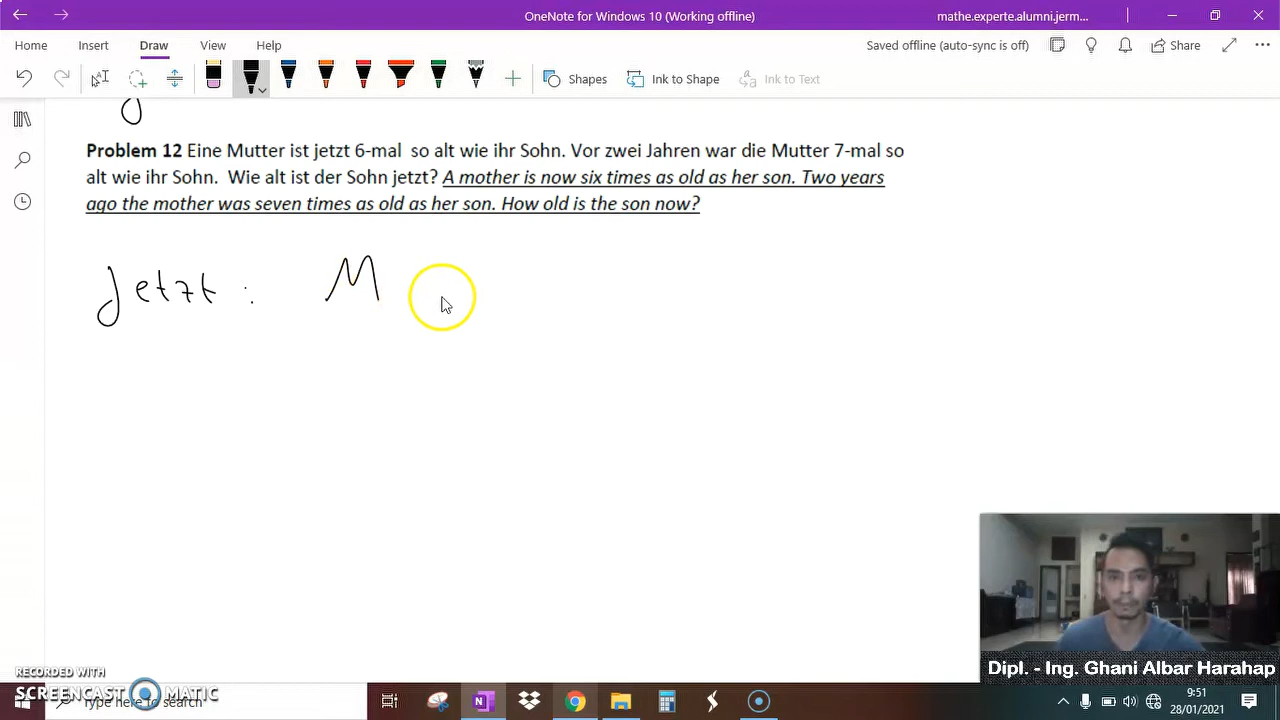 OneNote for Windows 10 (Working offline)
mathe.experte.alumni.jerm...
Home Insert Draw View Help
Saved offline (auto-sync is off)
Share
Shapes
Ink to Shape
Ink to Text
Problem 12 Eine Mutter ist jetzt 6-mal so alt wie ihr Sohn. Vor zwei Jahren war die Mutter 7-mal so
alt wie ihr Sohn. Wie alt ist der Sohn jetzt? A mother is now six times as old as her son. Two years
ago the mother was seven times as old as her son. How old is the son now?
Jetzt : M
Dipl. - Ing. Ghani Albar Harahap
RECORDED WITH
SCREENCAST MATIC
Type here to search
9:51
28/01/2021